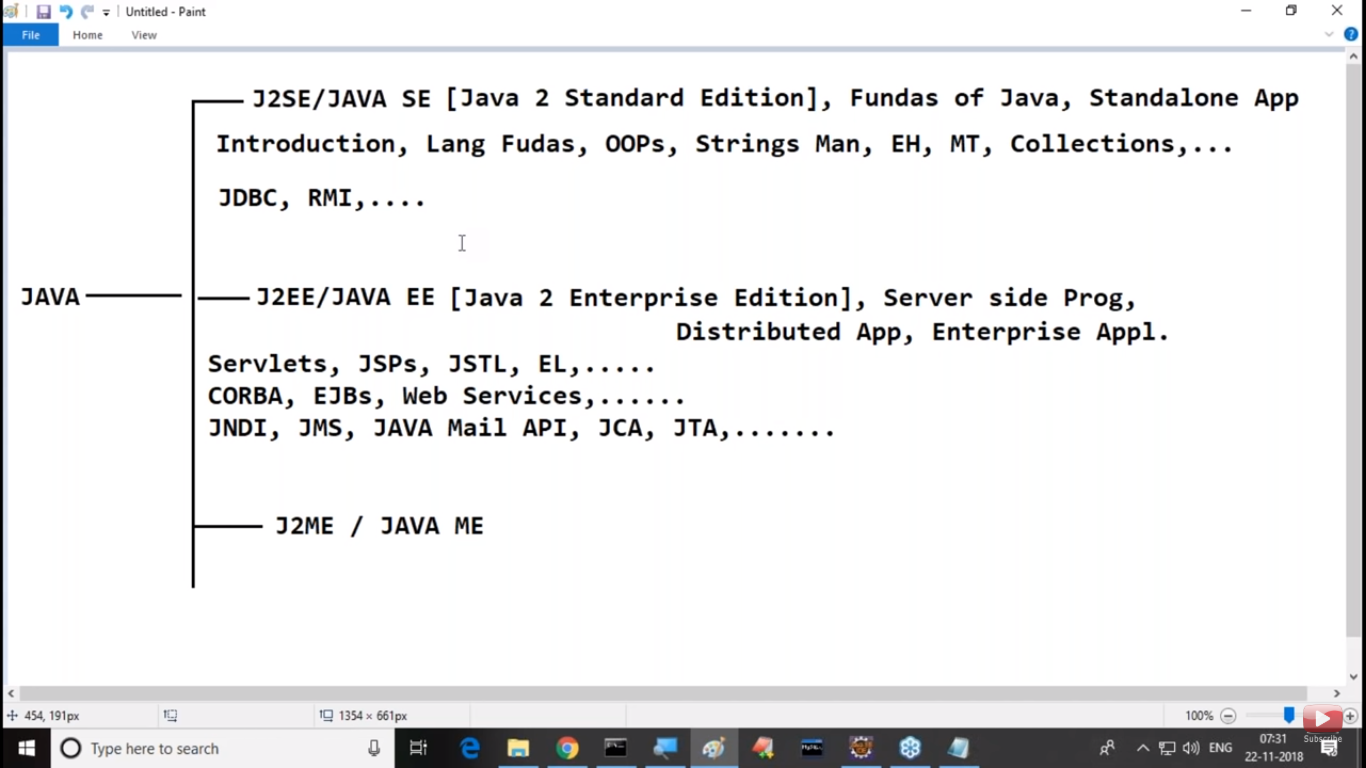 Untitled - Paint
File Home View
J2SE/JAVA SE [Java 2 Standard Edition], Fundas of Java, Standalone App
Introduction, Lang Fudas, OOPs, Strings Man, EH, MT, Collections,...
JDBC, RMI,....
JAVA
J2EE/JAVA EE [Java 2 Enterprise Edition], Server side Prog,
Distributed App, Enterprise Appl.
Servlets, JSPs, JSTL, EL,.....
CORBA, EJBs, Web Services,......
JNDI, JMS, JAVA Mail API, JCA, JTA,.......
J2ME / JAVA ME
454, 191px
1354 × 661px
100%
Subscribe
Type here to search
ENG
07:31
22-11-2018